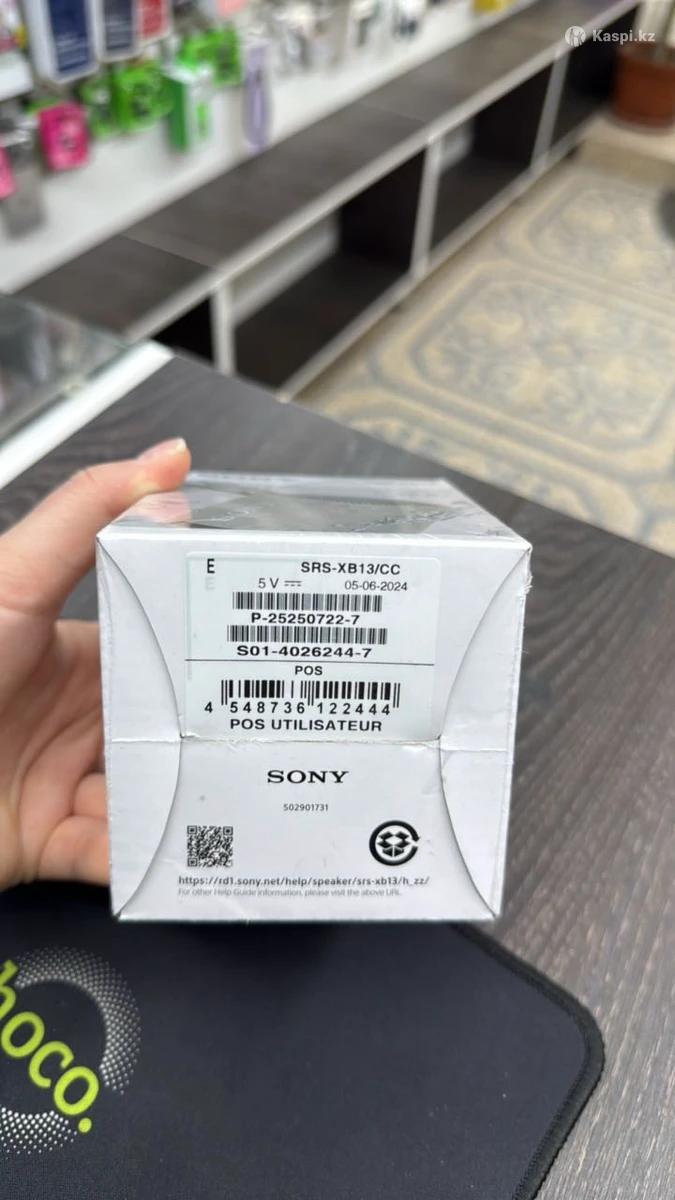 Kaspi.kz
E
SRS-XB13/CC
E
5 V
05-06-2024
P-25250722-7
S01-4026244-7
POS
4 548736 122444
POS UTILISATEUR
SONY
502901731
https://rd1.sony.net/help/speaker/srs-xb13/h_zz/
For other Help Guide information, please visit the above URL.
hoco.